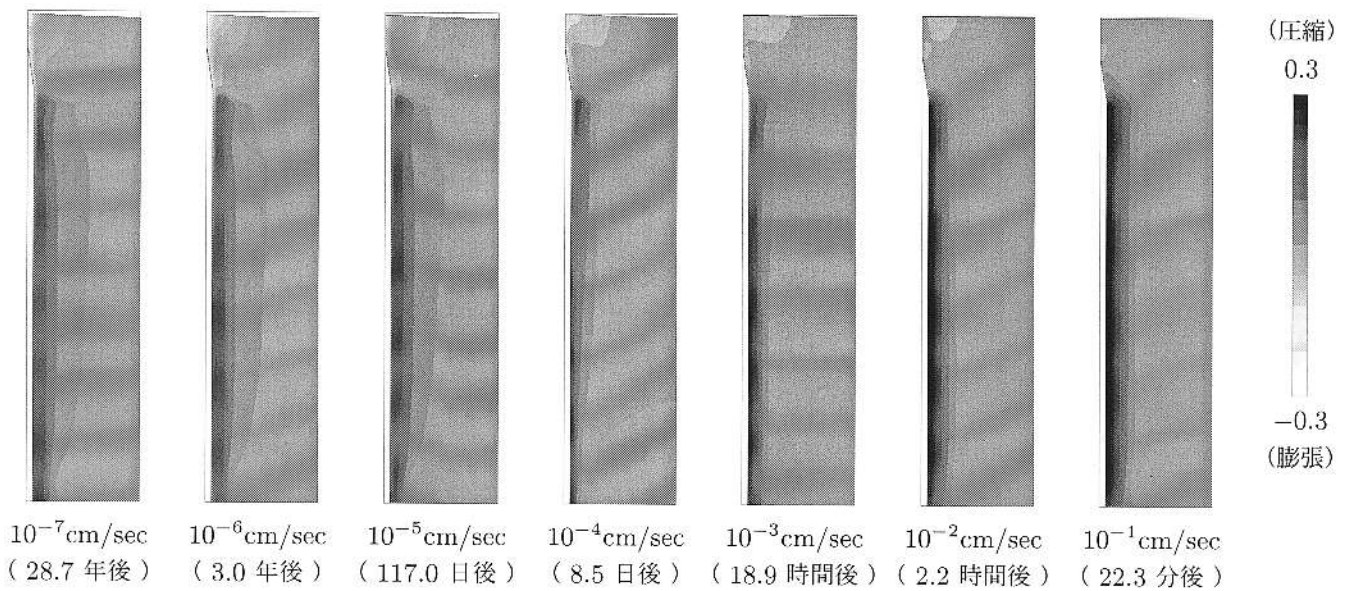 (圧縮)
0.3
−0.3
(膨張)
10−7cm/sec
( 28.7 年後 )
10−6cm/sec
( 3.0 年後 )
10−5cm/sec
( 117.0 日後 )
10−4cm/sec
( 8.5 日後 )
10−3cm/sec
( 18.9 時間後 )
10−2cm/sec
( 2.2 時間後 )
10−1cm/sec
( 22.3 分後 )